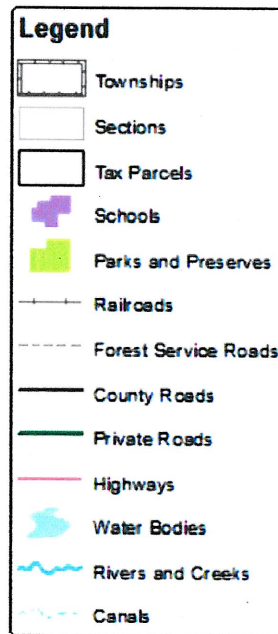 Legend
Townships
Sections
Tax Parcels
Schools
Parks and Preserves
Railroads
Forest Service Roads
County Roads
Private Roads
Highways
Water Bodies
Rivers and Creeks
Canals